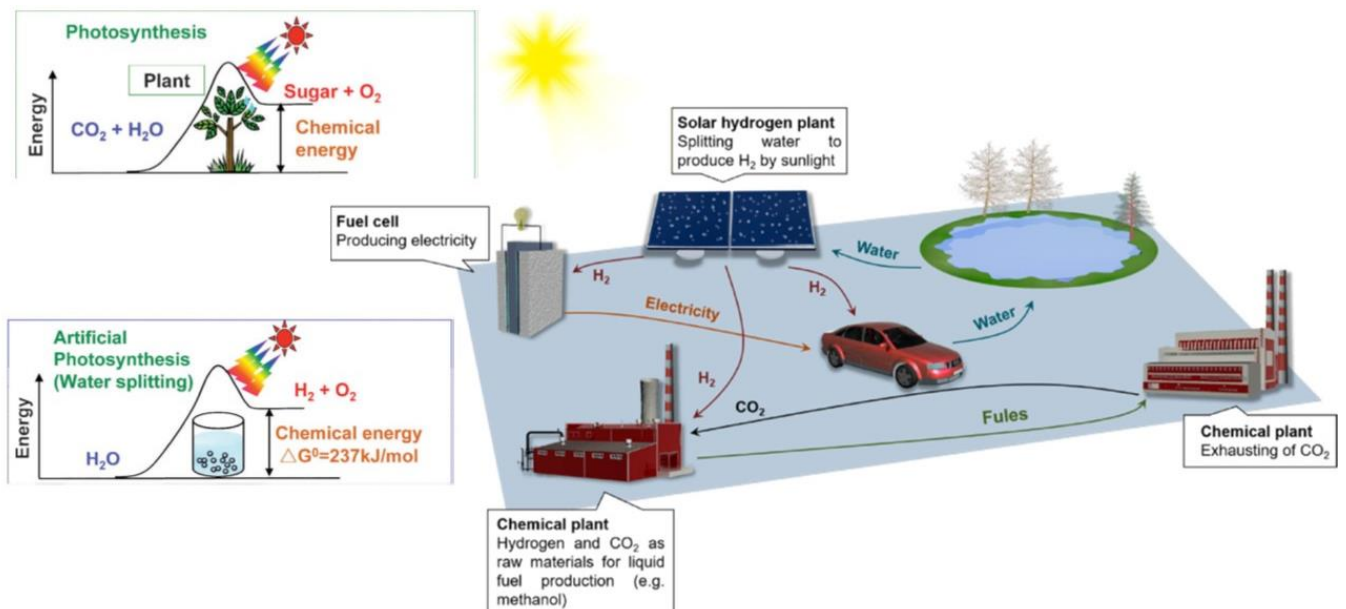 Photosynthesis
Plant
Energy
CO₂ + H₂O
Sugar + O₂
Chemical
energy
Artificial
Photosynthesis
(Water splitting)
Energy
H₂O
H₂ + O₂
Chemical energy
△G⁰=237kJ/mol
Solar hydrogen plant
Splitting water to
produce H₂ by sunlight
Fuel cell
Producing electricity
H₂
H₂
H₂
Water
Water
Electricity
CO₂
Fules
Chemical plant
Exhausting of CO₂
Chemical plant
Hydrogen and CO₂ as
raw materials for liquid
fuel production (e.g.
methanol)